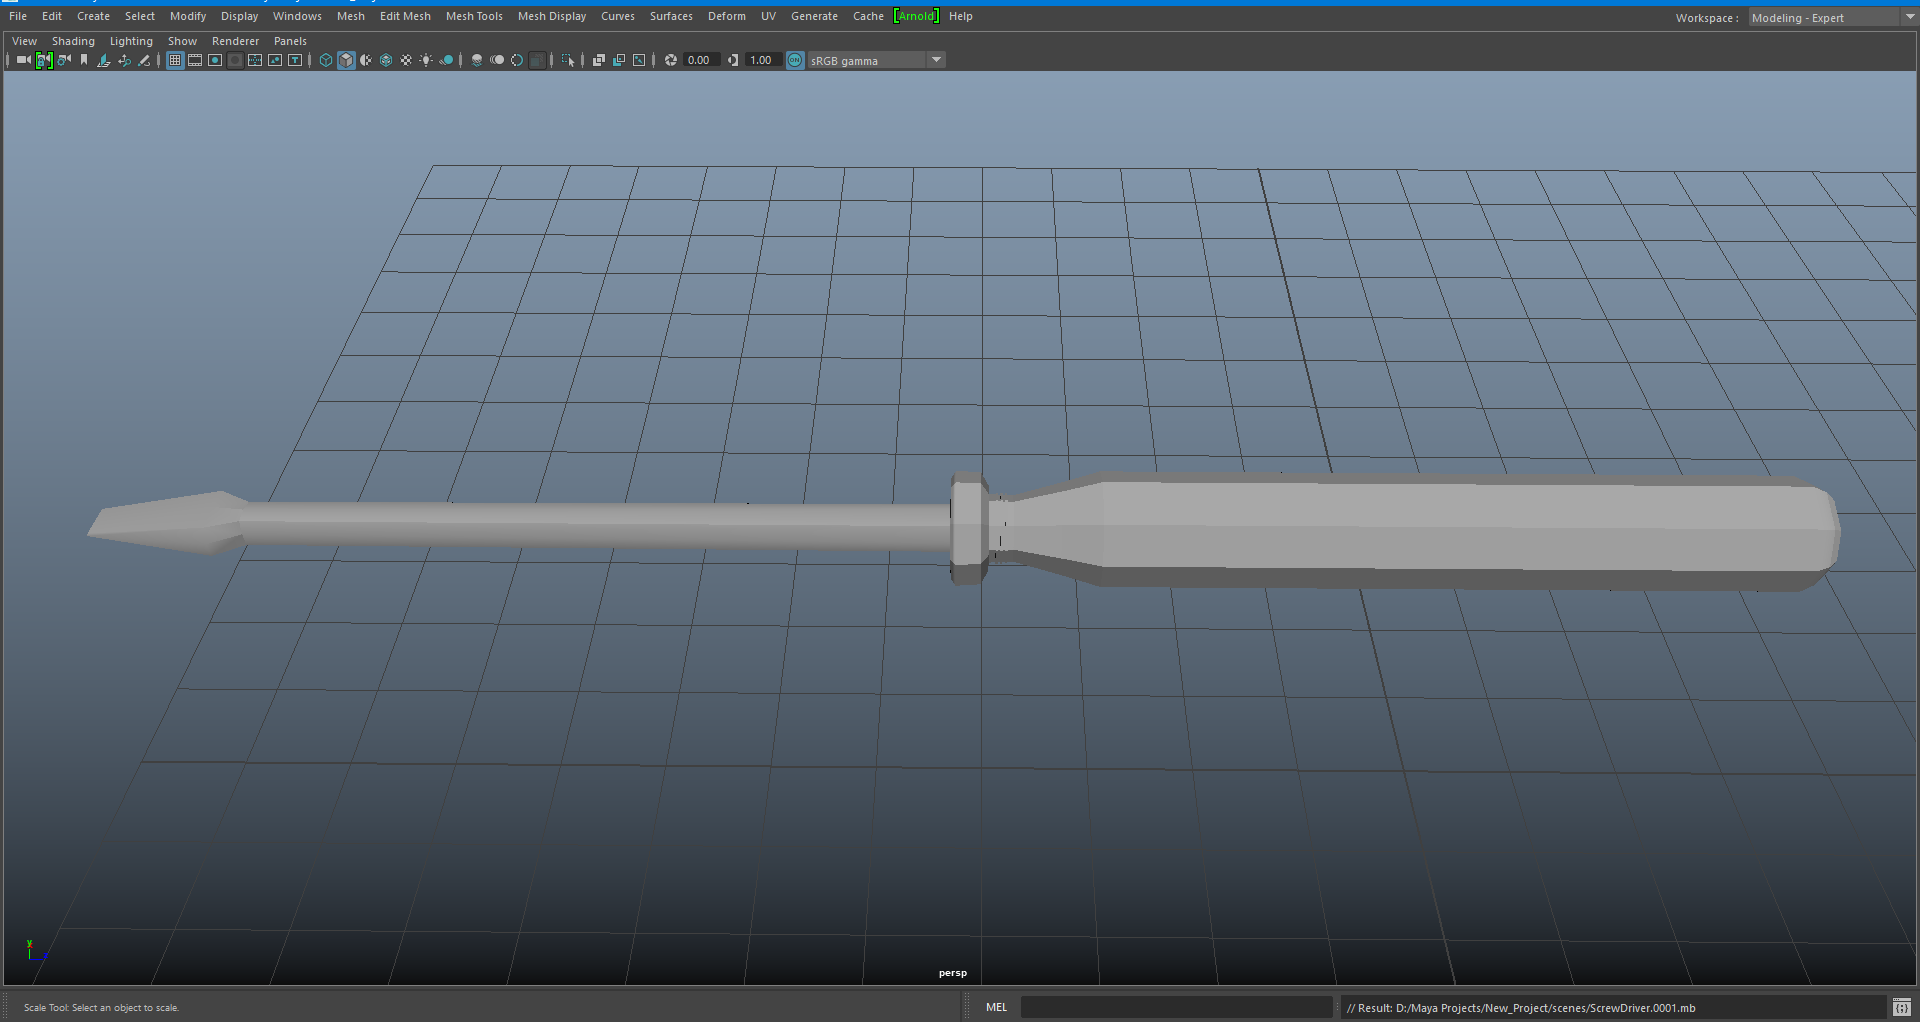 File Edit Create Select Modify Display Windows Mesh Edit Mesh Mesh Tools Mesh Display Curves Surfaces Deform UV Generate Cache [Arnold] Help
Workspace : Modeling - Expert
View Shading Lighting Show Renderer Panels
0.00 1.00 ON sRGB gamma
y
persp
Scale Tool: Select an object to scale.
MEL
// Result: D:/Maya Projects/New_Project/scenes/ScrewDriver.0001.mb